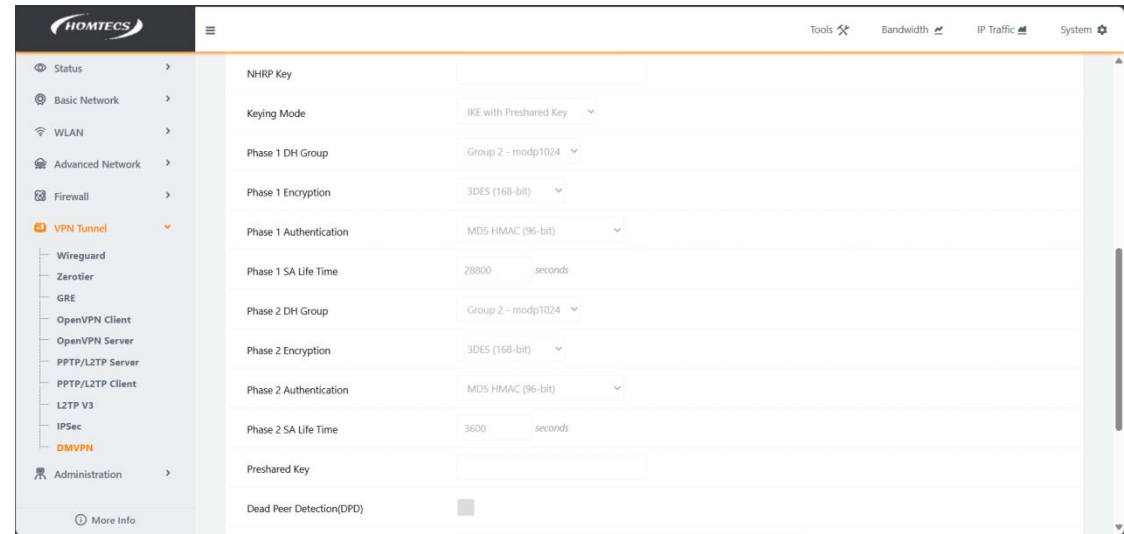 HOMTECS
Tools
Bandwidth
IP Traffic
System
Status
Basic Network
WLAN
Advanced Network
Firewall
VPN Tunnel
Wireguard
Zerotier
GRE
OpenVPN Client
OpenVPN Server
PPTP/L2TP Server
PPTP/L2TP Client
L2TP V3
IPSec
DMVPN
Administration
More Info
NHRP Key
Keying Mode IKE with Preshared Key
Phase 1 DH Group Group 2 - modp1024
Phase 1 Encryption 3DES (168-bit)
Phase 1 Authentication MD5 HMAC (96-bit)
Phase 1 SA Life Time 28800 seconds
Phase 2 DH Group Group 2 - modp1024
Phase 2 Encryption 3DES (168-bit)
Phase 2 Authentication MD5 HMAC (96-bit)
Phase 2 SA Life Time 3600 seconds
Preshared Key
Dead Peer Detection(DPD)